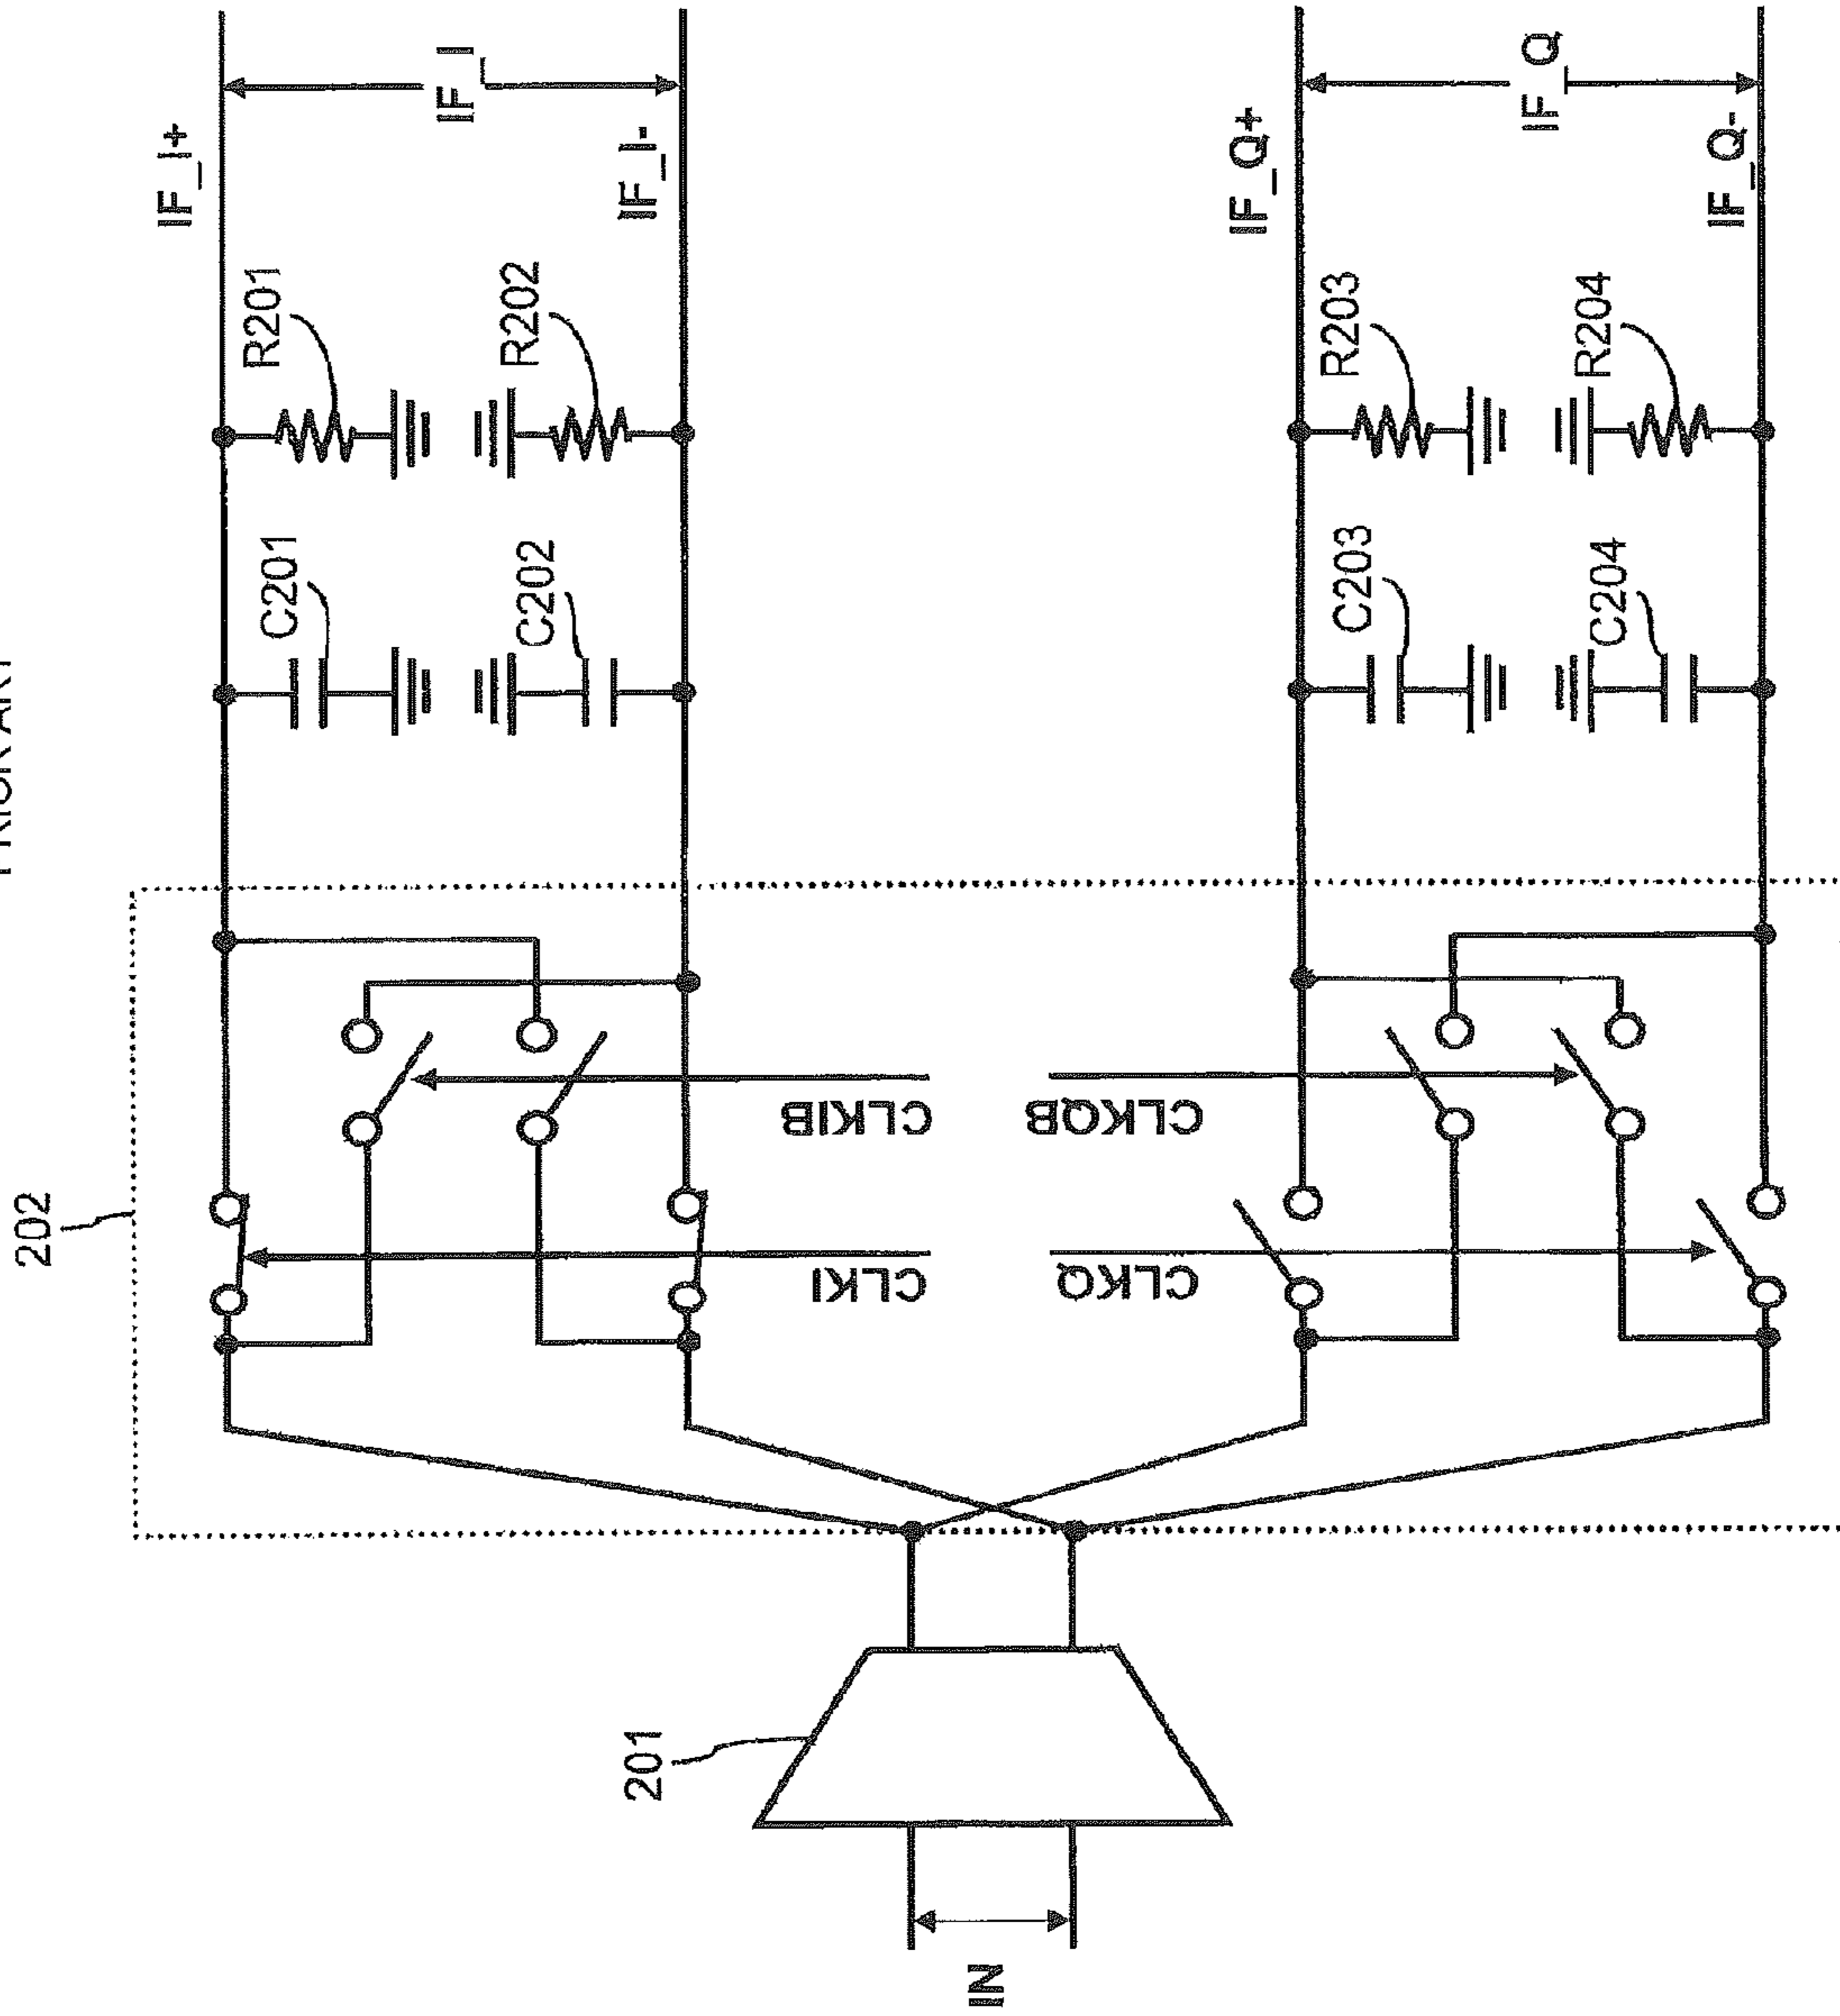 PRIOR ART
202
IF_I+
IF_I
IF_I-
R201
R202
C201
C202
CLKIB
CLKI
IF_Q+
IF_Q
IF_Q-
R203
R204
C203
C204
CLKQB
CLKQ
201
IN